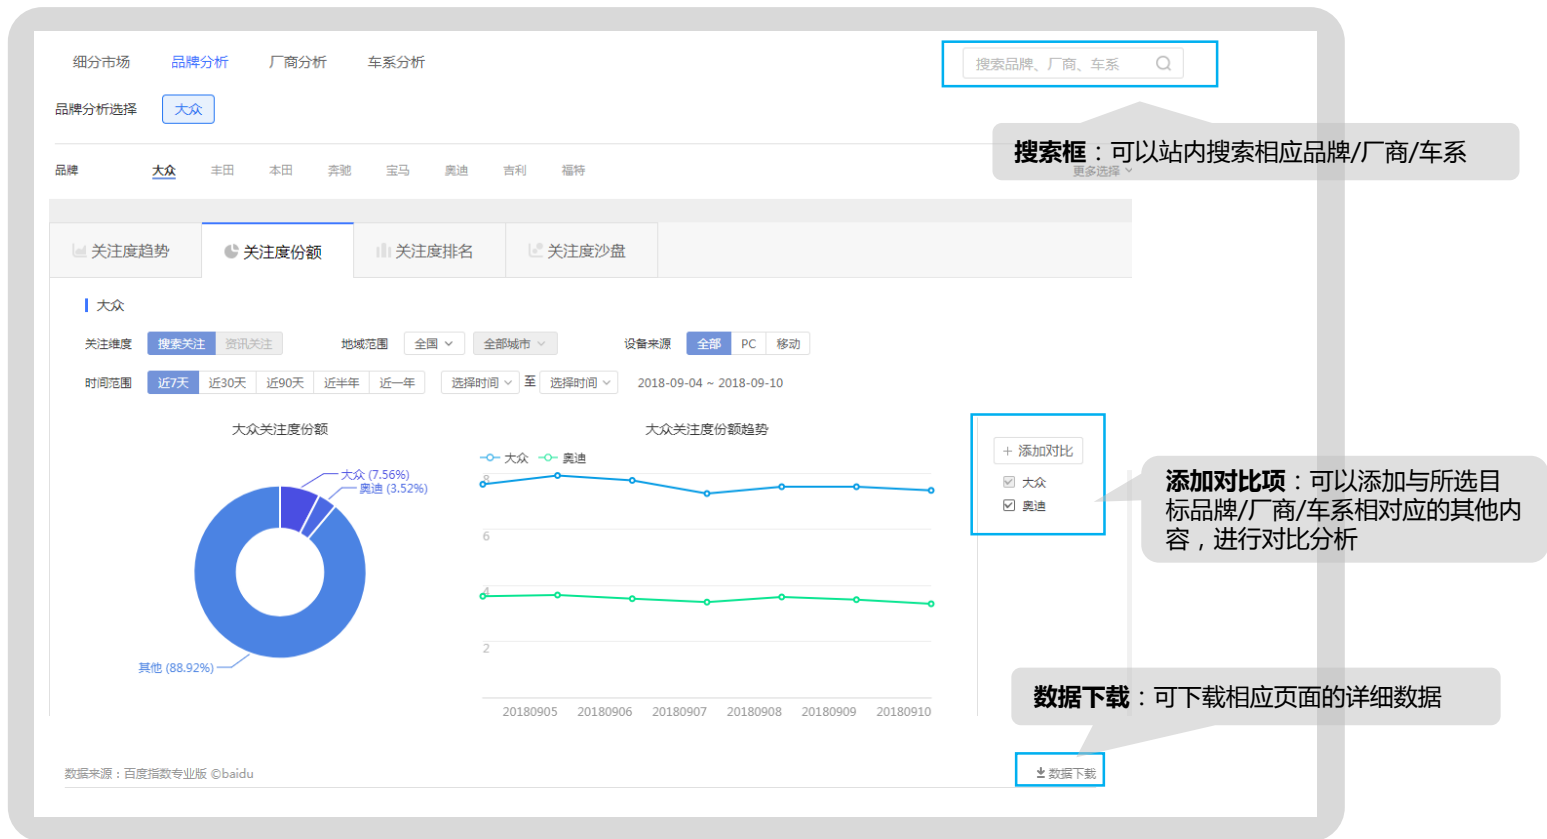 细分市场 品牌分析 厂商分析 车系分析
搜索品牌、厂商、车系
品牌分析选择 大众
搜索框：可以站内搜索相应品牌/厂商/车系
品牌 大众 丰田 本田 奔驰 宝马 奥迪 吉利 福特
更多选择
关注度趋势 关注度份额 关注度排名 关注度沙盘
大众
关注维度 搜索关注 资讯关注 地域范围 全国 全部城市 设备来源 全部 PC 移动
时间范围 近7天 近30天 近90天 近半年 近一年 选择时间 至 选择时间 2018-09-04 ~ 2018-09-10
大众关注度份额
大众 (7.56%)
奥迪 (3.52%)
其他 (88.92%)
大众关注度份额趋势
大众 奥迪
8
6
4
2
20180905 20180906 20180907 20180908 20180909 20180910
+ 添加对比
大众
奥迪
添加对比项：可以添加与所选目
标品牌/厂商/车系相对应的其他内
容，进行对比分析
数据下载：可下载相应页面的详细数据
数据来源：百度指数专业版 ©baidu
数据下载